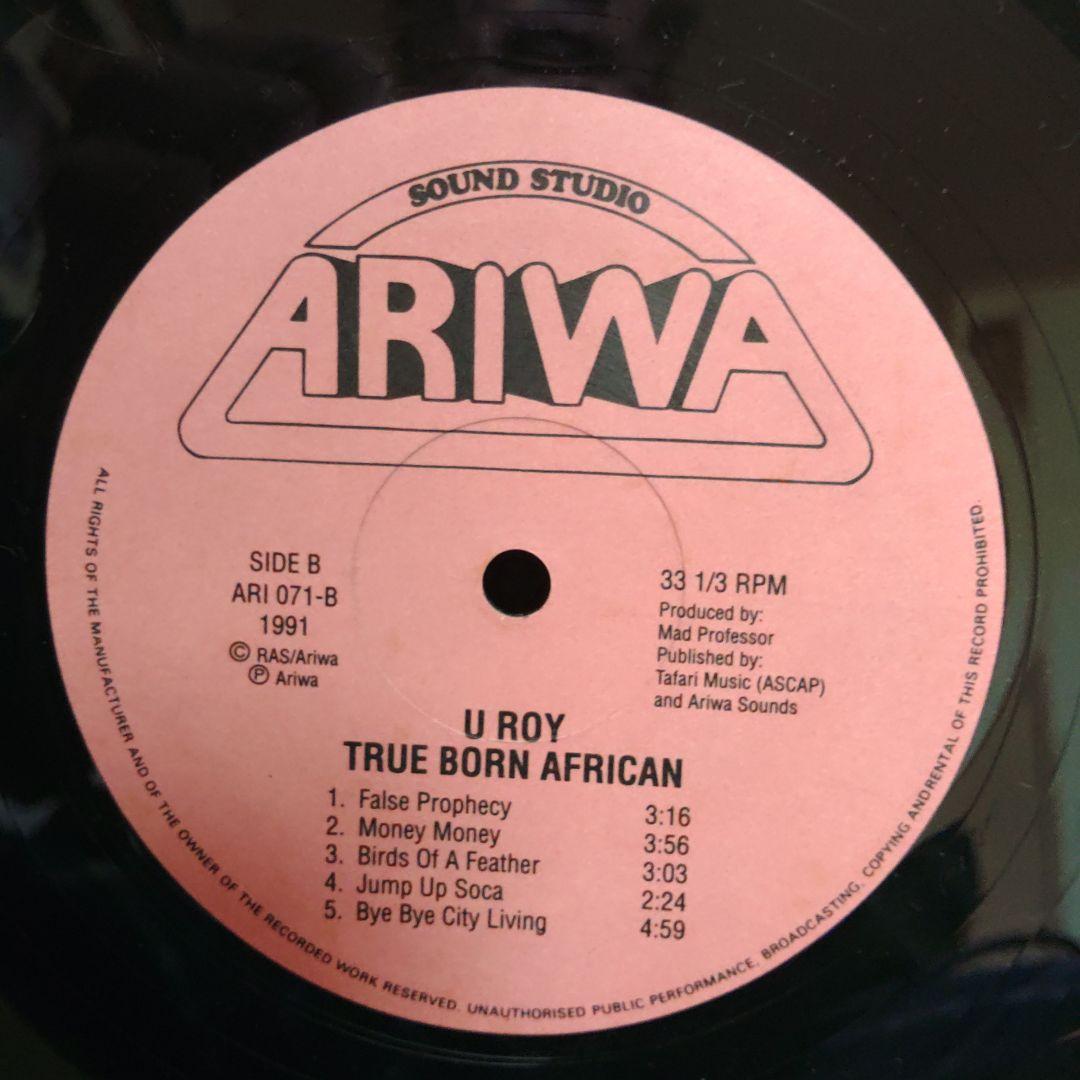 SOUND STUDIO
ARIWA
SIDE B
ARI 071-B
1991
© RAS/Ariwa
℗ Ariwa
33 1/3 RPM
Produced by:
Mad Professor
Published by:
Tafari Music (ASCAP)
and Ariwa Sounds
U ROY
TRUE BORN AFRICAN
1. False Prophecy 3:16
2. Money Money 3:56
3. Birds Of A Feather 3:03
4. Jump Up Soca 2:24
5. Bye Bye City Living 4:59
ALL RIGHTS OF THE MANUFACTURER AND OF THE OWNER OF THE RECORDED WORK RESERVED. UNAUTHORISED PUBLIC PERFORMANCE, BROADCASTING, COPYING AND RENTAL OF THIS RECORD PROHIBITED.